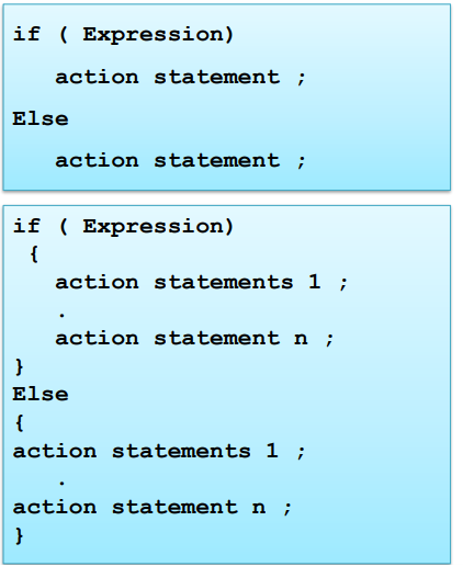 if ( Expression)
action statement ;
Else
action statement ;
if ( Expression)
{
action statements 1 ;
.
action statement n ;
}
Else
{
action statements 1 ;
.
action statement n ;
}